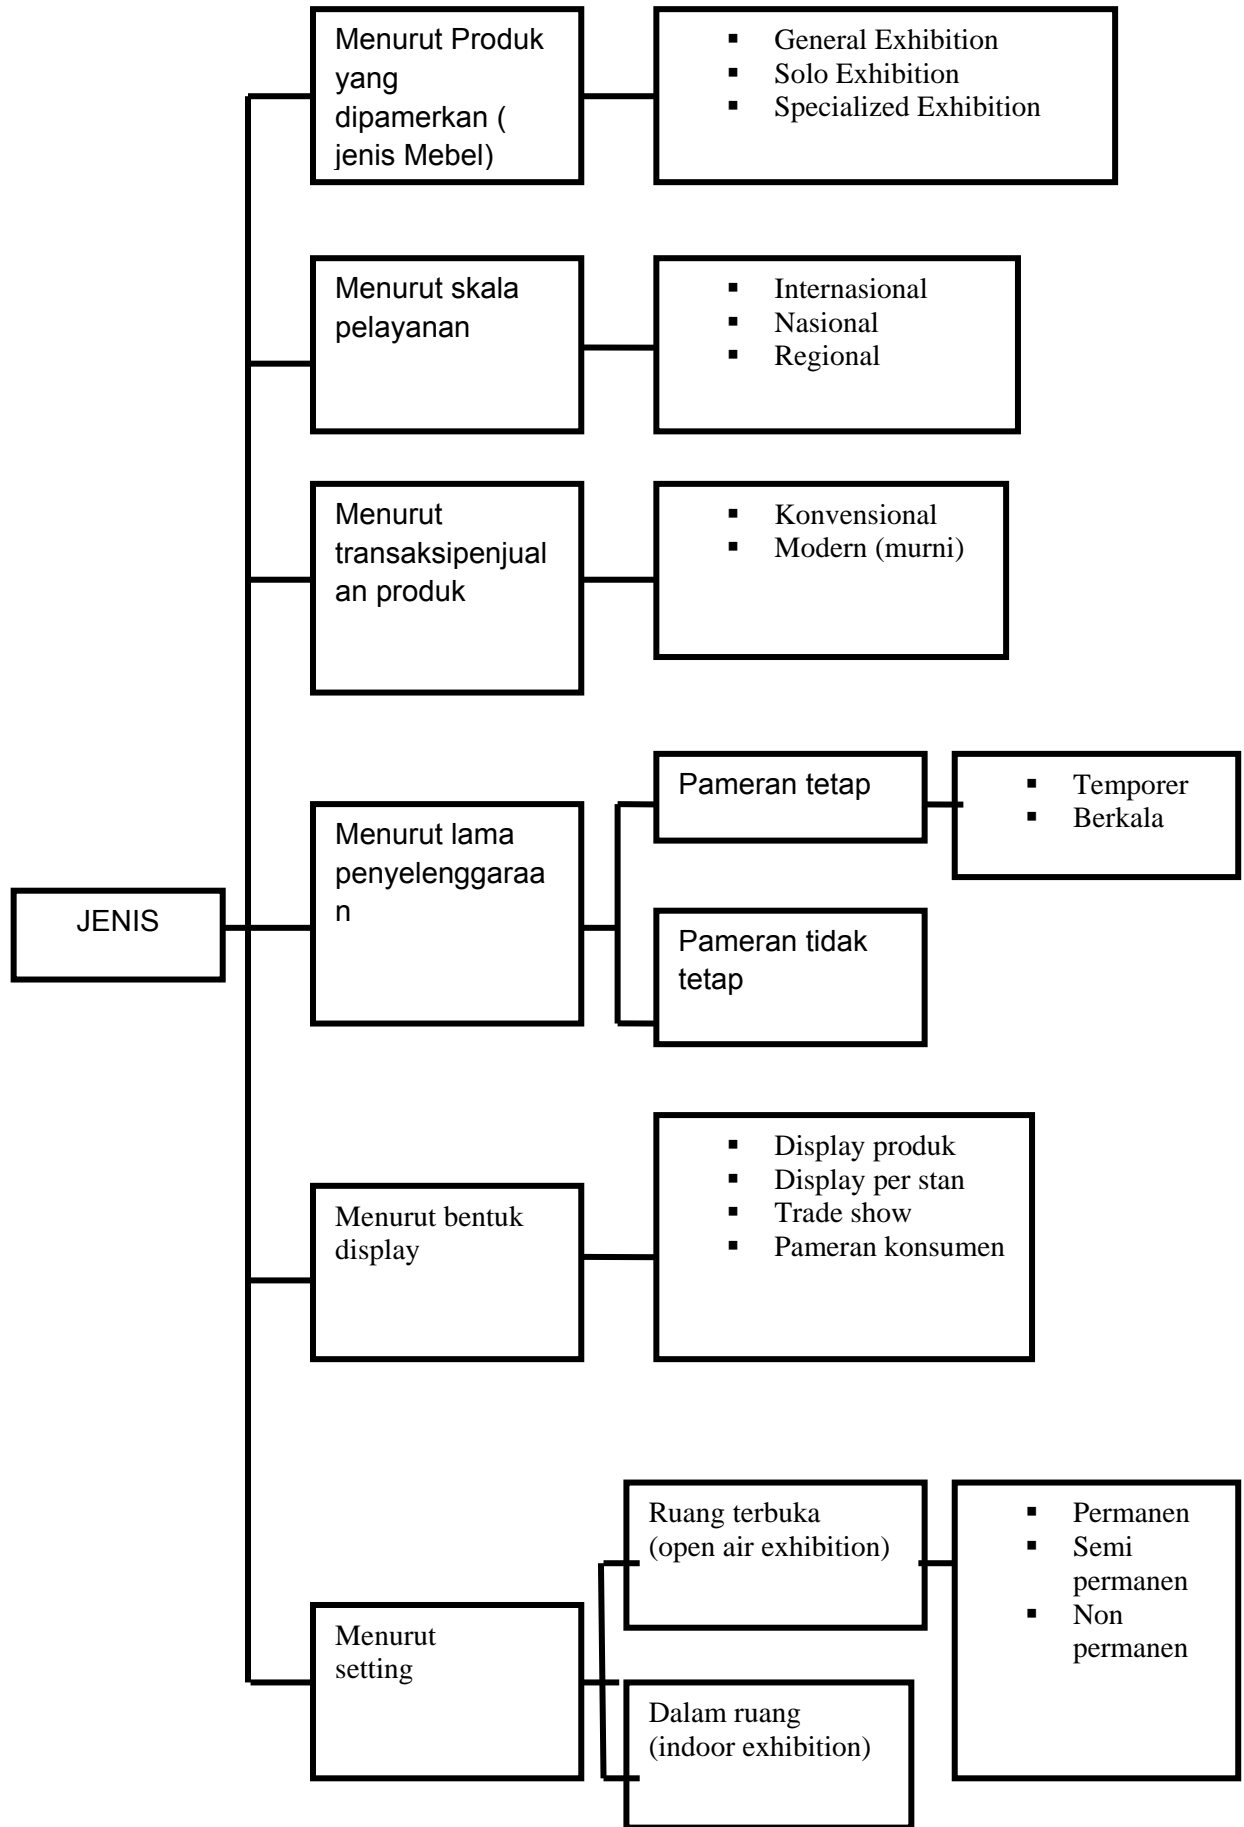 Menurut Produk
yang
dipamerkan (
jenis Mebel)
▪ General Exhibition
▪ Solo Exhibition
▪ Specialized Exhibition
Menurut skala
pelayanan
▪ Internasional
▪ Nasional
▪ Regional
Menurut
transaksipenjual
an produk
▪ Konvensional
▪ Modern (murni)
JENIS
Menurut lama
penyelenggaraa
n
Pameran tetap
▪ Temporer
▪ Berkala
Pameran tidak
tetap
Menurut bentuk
display
▪ Display produk
▪ Display per stan
▪ Trade show
▪ Pameran konsumen
Menurut
setting
Ruang terbuka
(open air exhibition)
▪ Permanen
▪ Semi
permanen
▪ Non
permanen
Dalam ruang
(indoor exhibition)